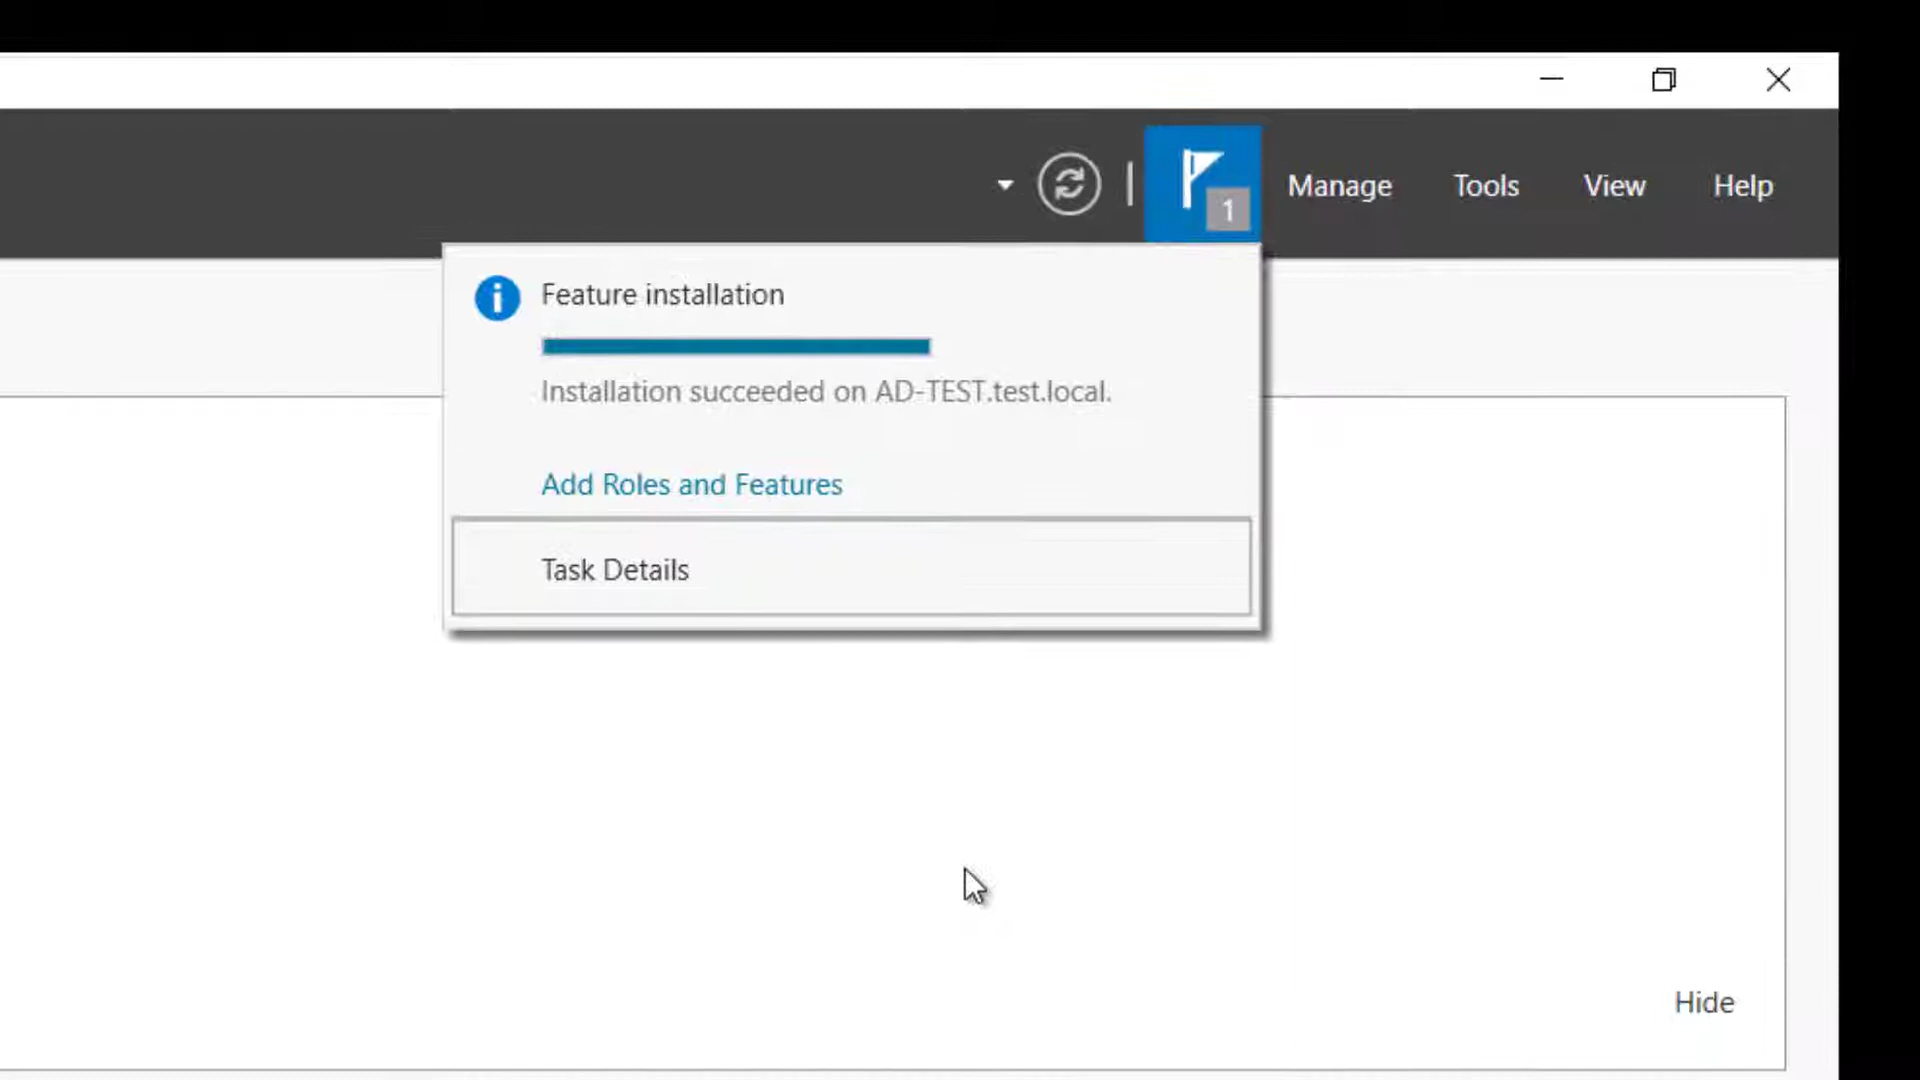 1
Manage
Tools
View
Help
Feature installation
Installation succeeded on AD-TEST.test.local.
Add Roles and Features
Task Details
Hide